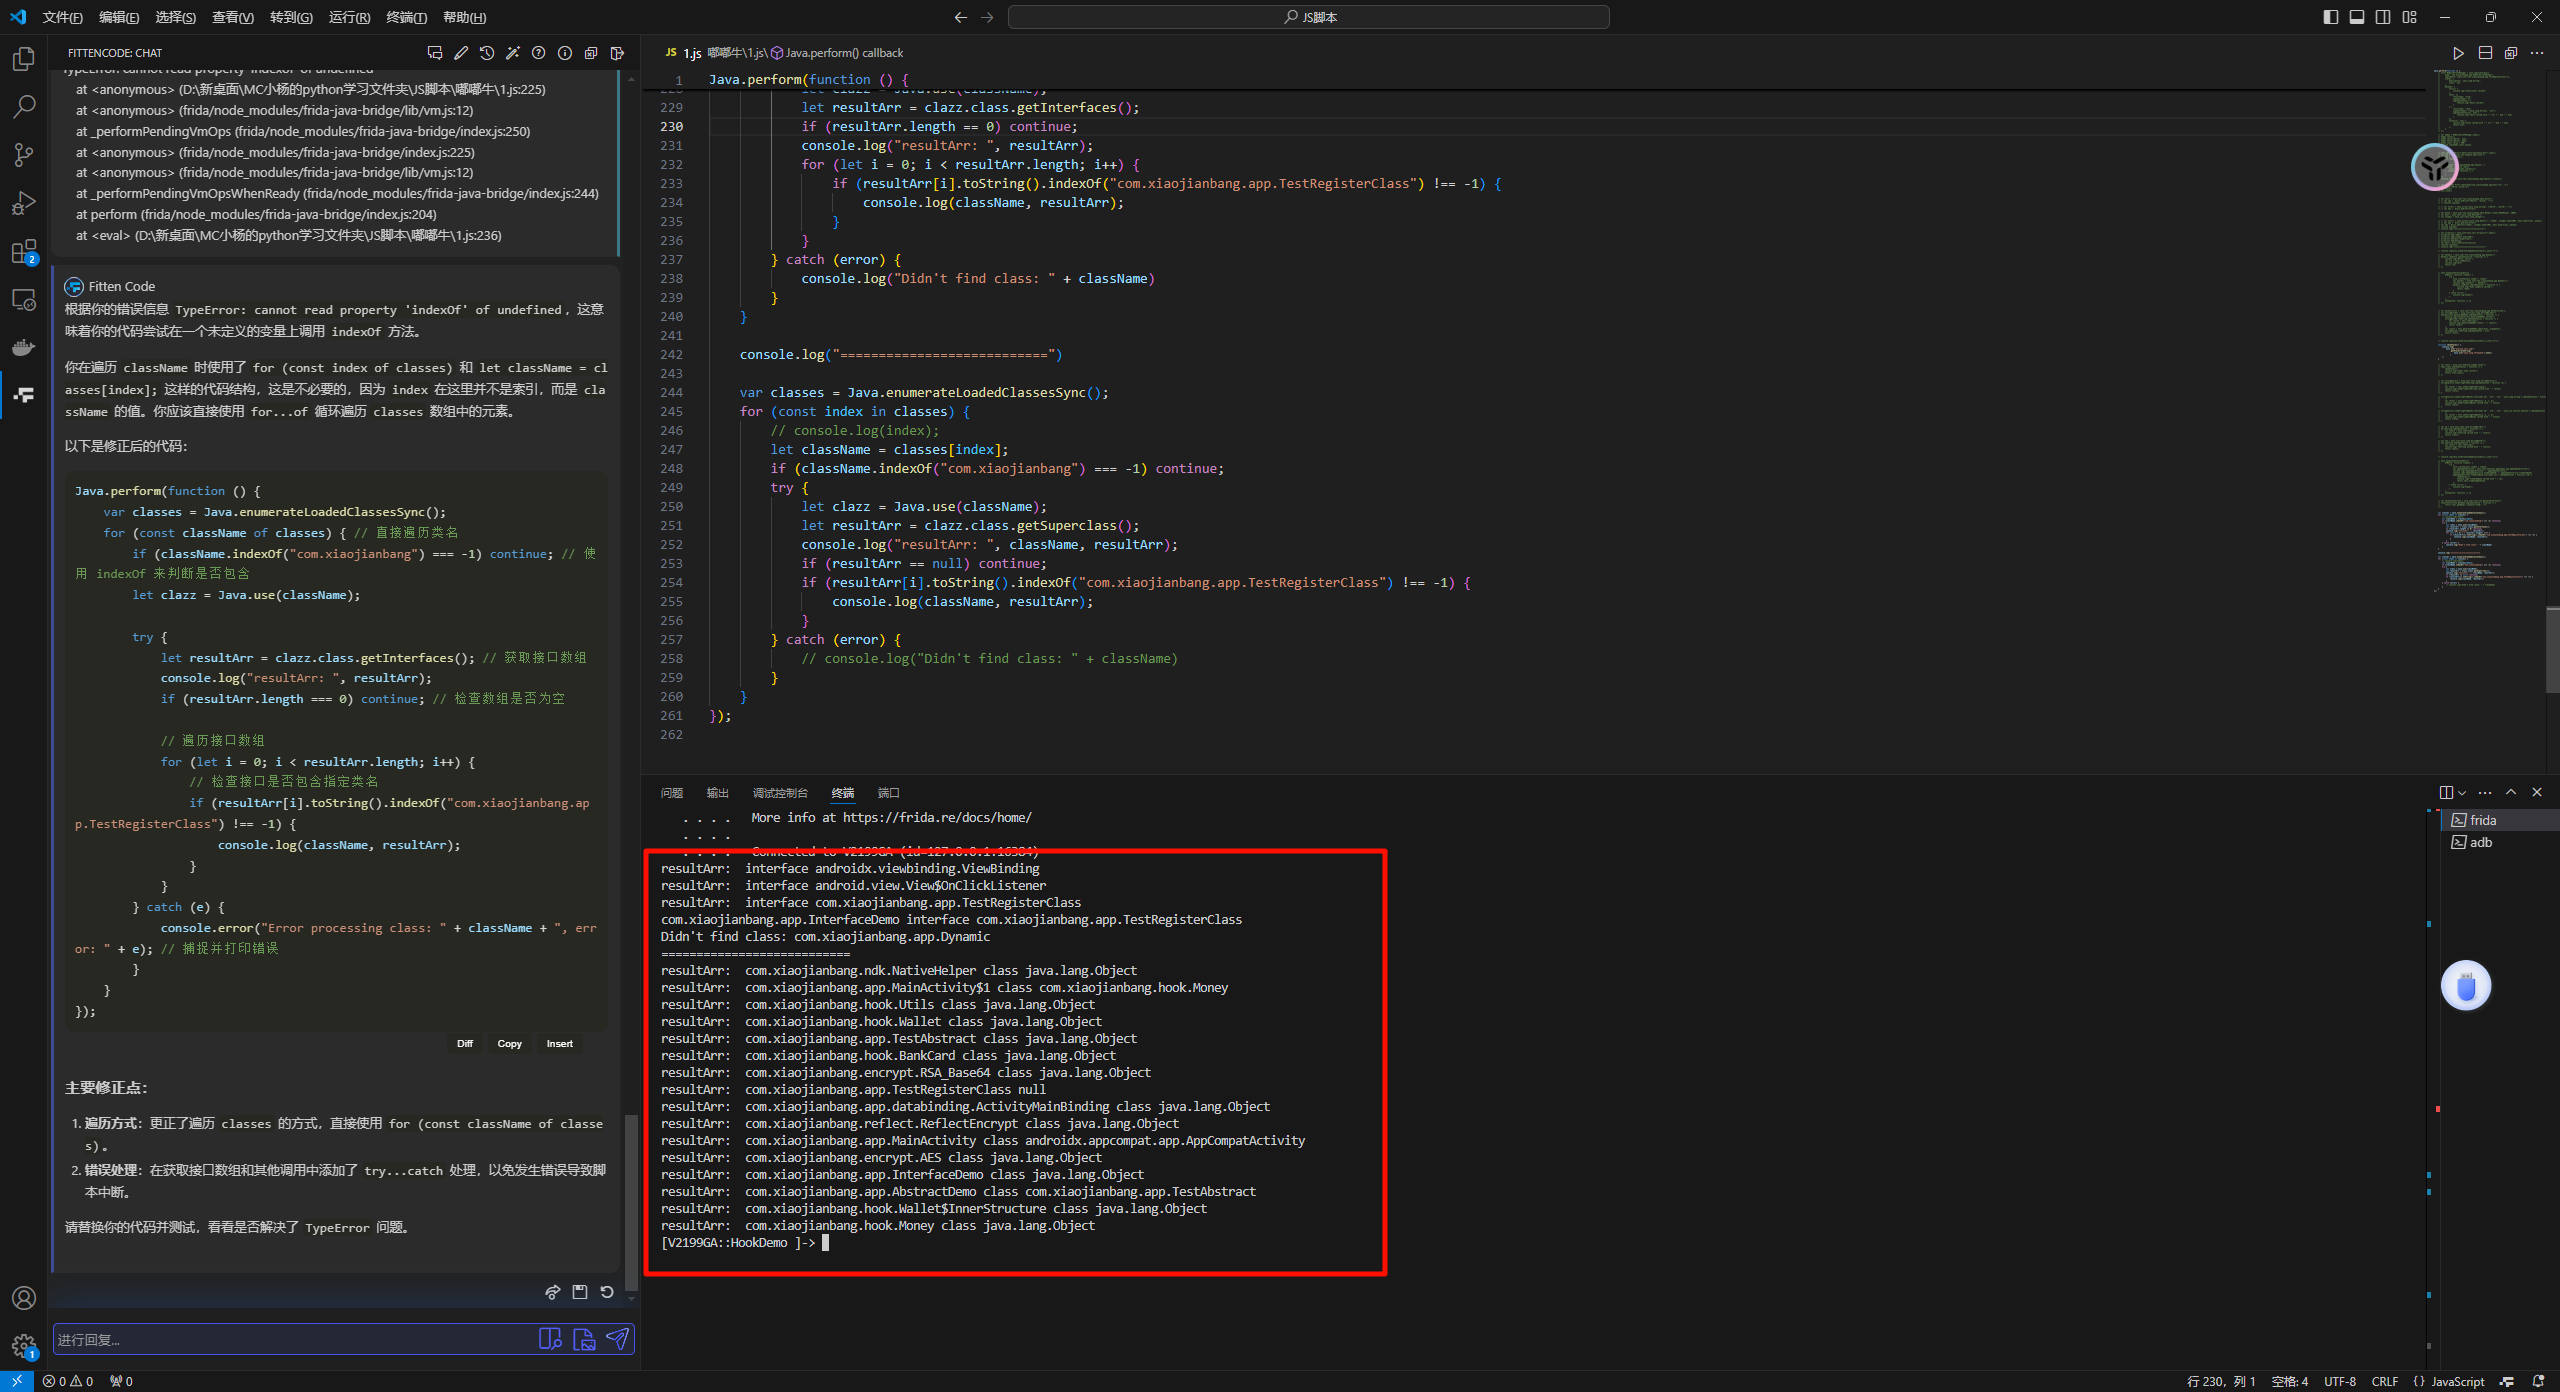 文件(F) 编辑(E) 选择(S) 查看(V) 转到(G) 运行(R) 终端(T) 帮助(H)
JS脚本
FITTENCODE: CHAT
TypeError: cannot read property 'indexOf' of undefined
at <anonymous> (D:\新桌面\MC小杨的python学习文件夹\JS脚本\嘟嘟牛\1.js:225)
at <anonymous> (frida/node_modules/frida-java-bridge/lib/vm.js:12)
at _performPendingVmOps (frida/node_modules/frida-java-bridge/index.js:250)
at <anonymous> (frida/node_modules/frida-java-bridge/index.js:225)
at <anonymous> (frida/node_modules/frida-java-bridge/lib/vm.js:12)
at _performPendingVmOpsWhenReady (frida/node_modules/frida-java-bridge/index.js:244)
at perform (frida/node_modules/frida-java-bridge/index.js:204)
at <eval> (D:\新桌面\MC小杨的python学习文件夹\JS脚本\嘟嘟牛\1.js:236)
Fitten Code
根据你的错误信息 TypeError: cannot read property 'indexOf' of undefined，这意
味着你的代码尝试在一个未定义的变量上调用 indexOf 方法。
你在遍历 className 时使用了 for (const index of classes) 和 let className = cl
asses[index]; 这样的代码结构，这是不必要的，因为 index 在这里并不是索引，而是 cla
ssName 的值。你应该直接使用 for...of 循环遍历 classes 数组中的元素。
以下是修正后的代码：
Java.perform(function () {
var classes = Java.enumerateLoadedClassesSync();
for (const className of classes) { // 直接遍历类名
if (className.indexOf("com.xiaojianbang") === -1) continue; // 使
用 indexOf 来判断是否包含
let clazz = Java.use(className);
try {
let resultArr = clazz.class.getInterfaces(); // 获取接口数组
console.log("resultArr: ", resultArr);
if (resultArr.length === 0) continue; // 检查数组是否为空
// 遍历接口数组
for (let i = 0; i < resultArr.length; i++) {
// 检查接口是否包含指定类名
if (resultArr[i].toString().indexOf("com.xiaojianbang.ap
p.TestRegisterClass") !== -1) {
console.log(className, resultArr);
}
}
} catch (e) {
console.error("Error processing class: " + className + ", err
or: " + e); // 捕捉并打印错误
}
}
});
Diff Copy Insert
主要修正点：
1. 遍历方式：更正了遍历 classes 的方式，直接使用 for (const className of classe
s)。
2. 错误处理：在获取接口数组和其他调用中添加了 try...catch 处理，以免发生错误导致脚
本中断。
请替换你的代码并测试，看看是否解决了 TypeError 问题。
进行回复...
JS 1.js 嘟嘟牛\1.js\ Java.perform() callback
1 Java.perform(function () {
228 let clazz = Java.use(className);
229 let resultArr = clazz.class.getInterfaces();
230 if (resultArr.length == 0) continue;
231 console.log("resultArr: ", resultArr);
232 for (let i = 0; i < resultArr.length; i++) {
233 if (resultArr[i].toString().indexOf("com.xiaojianbang.app.TestRegisterClass") !== -1) {
234 console.log(className, resultArr);
235 }
236 }
237 } catch (error) {
238 console.log("Didn't find class: " + className)
239 }
240 }
241
242 console.log("===========================")
243
244 var classes = Java.enumerateLoadedClassesSync();
245 for (const index in classes) {
246 // console.log(index);
247 let className = classes[index];
248 if (className.indexOf("com.xiaojianbang") === -1) continue;
249 try {
250 let clazz = Java.use(className);
251 let resultArr = clazz.class.getSuperclass();
252 console.log("resultArr: ", className, resultArr);
253 if (resultArr == null) continue;
254 if (resultArr[i].toString().indexOf("com.xiaojianbang.app.TestRegisterClass") !== -1) {
255 console.log(className, resultArr);
256 }
257 } catch (error) {
258 // console.log("Didn't find class: " + className)
259 }
260 }
261 });
262
问题 输出 调试控制台 终端 端口
. . . . More info at https://frida.re/docs/home/
. . . .
. . . . Connected to V2199GA (id=127.0.0.1:16384)
resultArr: interface androidx.viewbinding.ViewBinding
resultArr: interface android.view.View$OnClickListener
resultArr: interface com.xiaojianbang.app.TestRegisterClass
com.xiaojianbang.app.InterfaceDemo interface com.xiaojianbang.app.TestRegisterClass
Didn't find class: com.xiaojianbang.app.Dynamic
===========================
resultArr: com.xiaojianbang.ndk.NativeHelper class java.lang.Object
resultArr: com.xiaojianbang.app.MainActivity$1 class com.xiaojianbang.hook.Money
resultArr: com.xiaojianbang.hook.Utils class java.lang.Object
resultArr: com.xiaojianbang.hook.Wallet class java.lang.Object
resultArr: com.xiaojianbang.app.TestAbstract class java.lang.Object
resultArr: com.xiaojianbang.hook.BankCard class java.lang.Object
resultArr: com.xiaojianbang.encrypt.RSA_Base64 class java.lang.Object
resultArr: com.xiaojianbang.app.TestRegisterClass null
resultArr: com.xiaojianbang.app.databinding.ActivityMainBinding class java.lang.Object
resultArr: com.xiaojianbang.reflect.ReflectEncrypt class java.lang.Object
resultArr: com.xiaojianbang.app.MainActivity class androidx.appcompat.app.AppCompatActivity
resultArr: com.xiaojianbang.encrypt.AES class java.lang.Object
resultArr: com.xiaojianbang.app.InterfaceDemo class java.lang.Object
resultArr: com.xiaojianbang.app.AbstractDemo class com.xiaojianbang.app.TestAbstract
resultArr: com.xiaojianbang.hook.Wallet$InnerStructure class java.lang.Object
resultArr: com.xiaojianbang.hook.Money class java.lang.Object
[V2199GA::HookDemo ]->
frida
adb
2
1
0 0 0
行 230，列 1 空格: 4 UTF-8 CRLF {} JavaScript